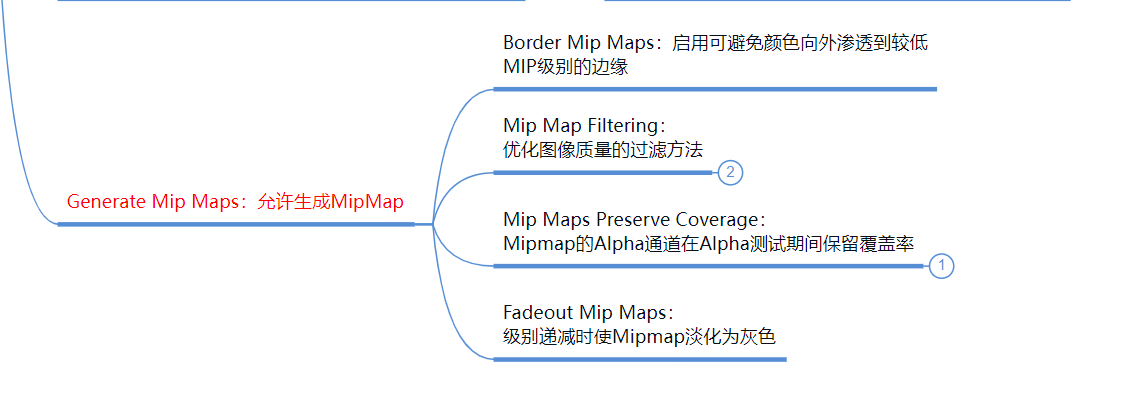 Border Mip Maps：启用可避免颜色向外渗透到较低
MIP级别的边缘
Mip Map Filtering：
优化图像质量的过滤方法
2
Generate Mip Maps：允许生成MipMap
Mip Maps Preserve Coverage：
Mipmap的Alpha通道在Alpha测试期间保留覆盖率
1
Fadeout Mip Maps：
级别递减时使Mipmap淡化为灰色